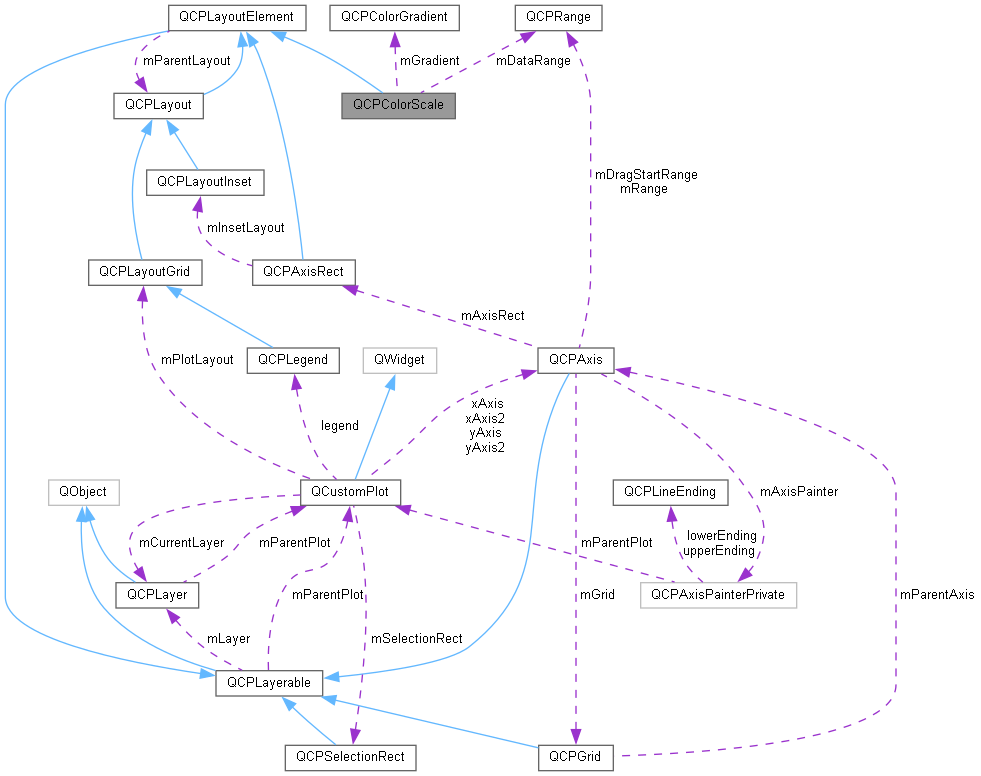 QCPLayoutElement
QCPColorGradient
QCPRange
mParentLayout
mGradient
mDataRange
QCPLayout
QCPColorScale
QCPLayoutInset
mDragStartRange
mRange
mInsetLayout
QCPLayoutGrid
QCPAxisRect
mAxisRect
mPlotLayout
QCPLegend
QWidget
QCPAxis
legend
xAxis
xAxis2
yAxis
yAxis2
QObject
QCustomPlot
QCPLineEnding
mAxisPainter
mCurrentLayer
mParentPlot
mParentPlot
lowerEnding
upperEnding
QCPLayer
mParentPlot
mGrid
QCPAxisPainterPrivate
mParentAxis
mLayer
mSelectionRect
QCPLayerable
QCPSelectionRect
QCPGrid